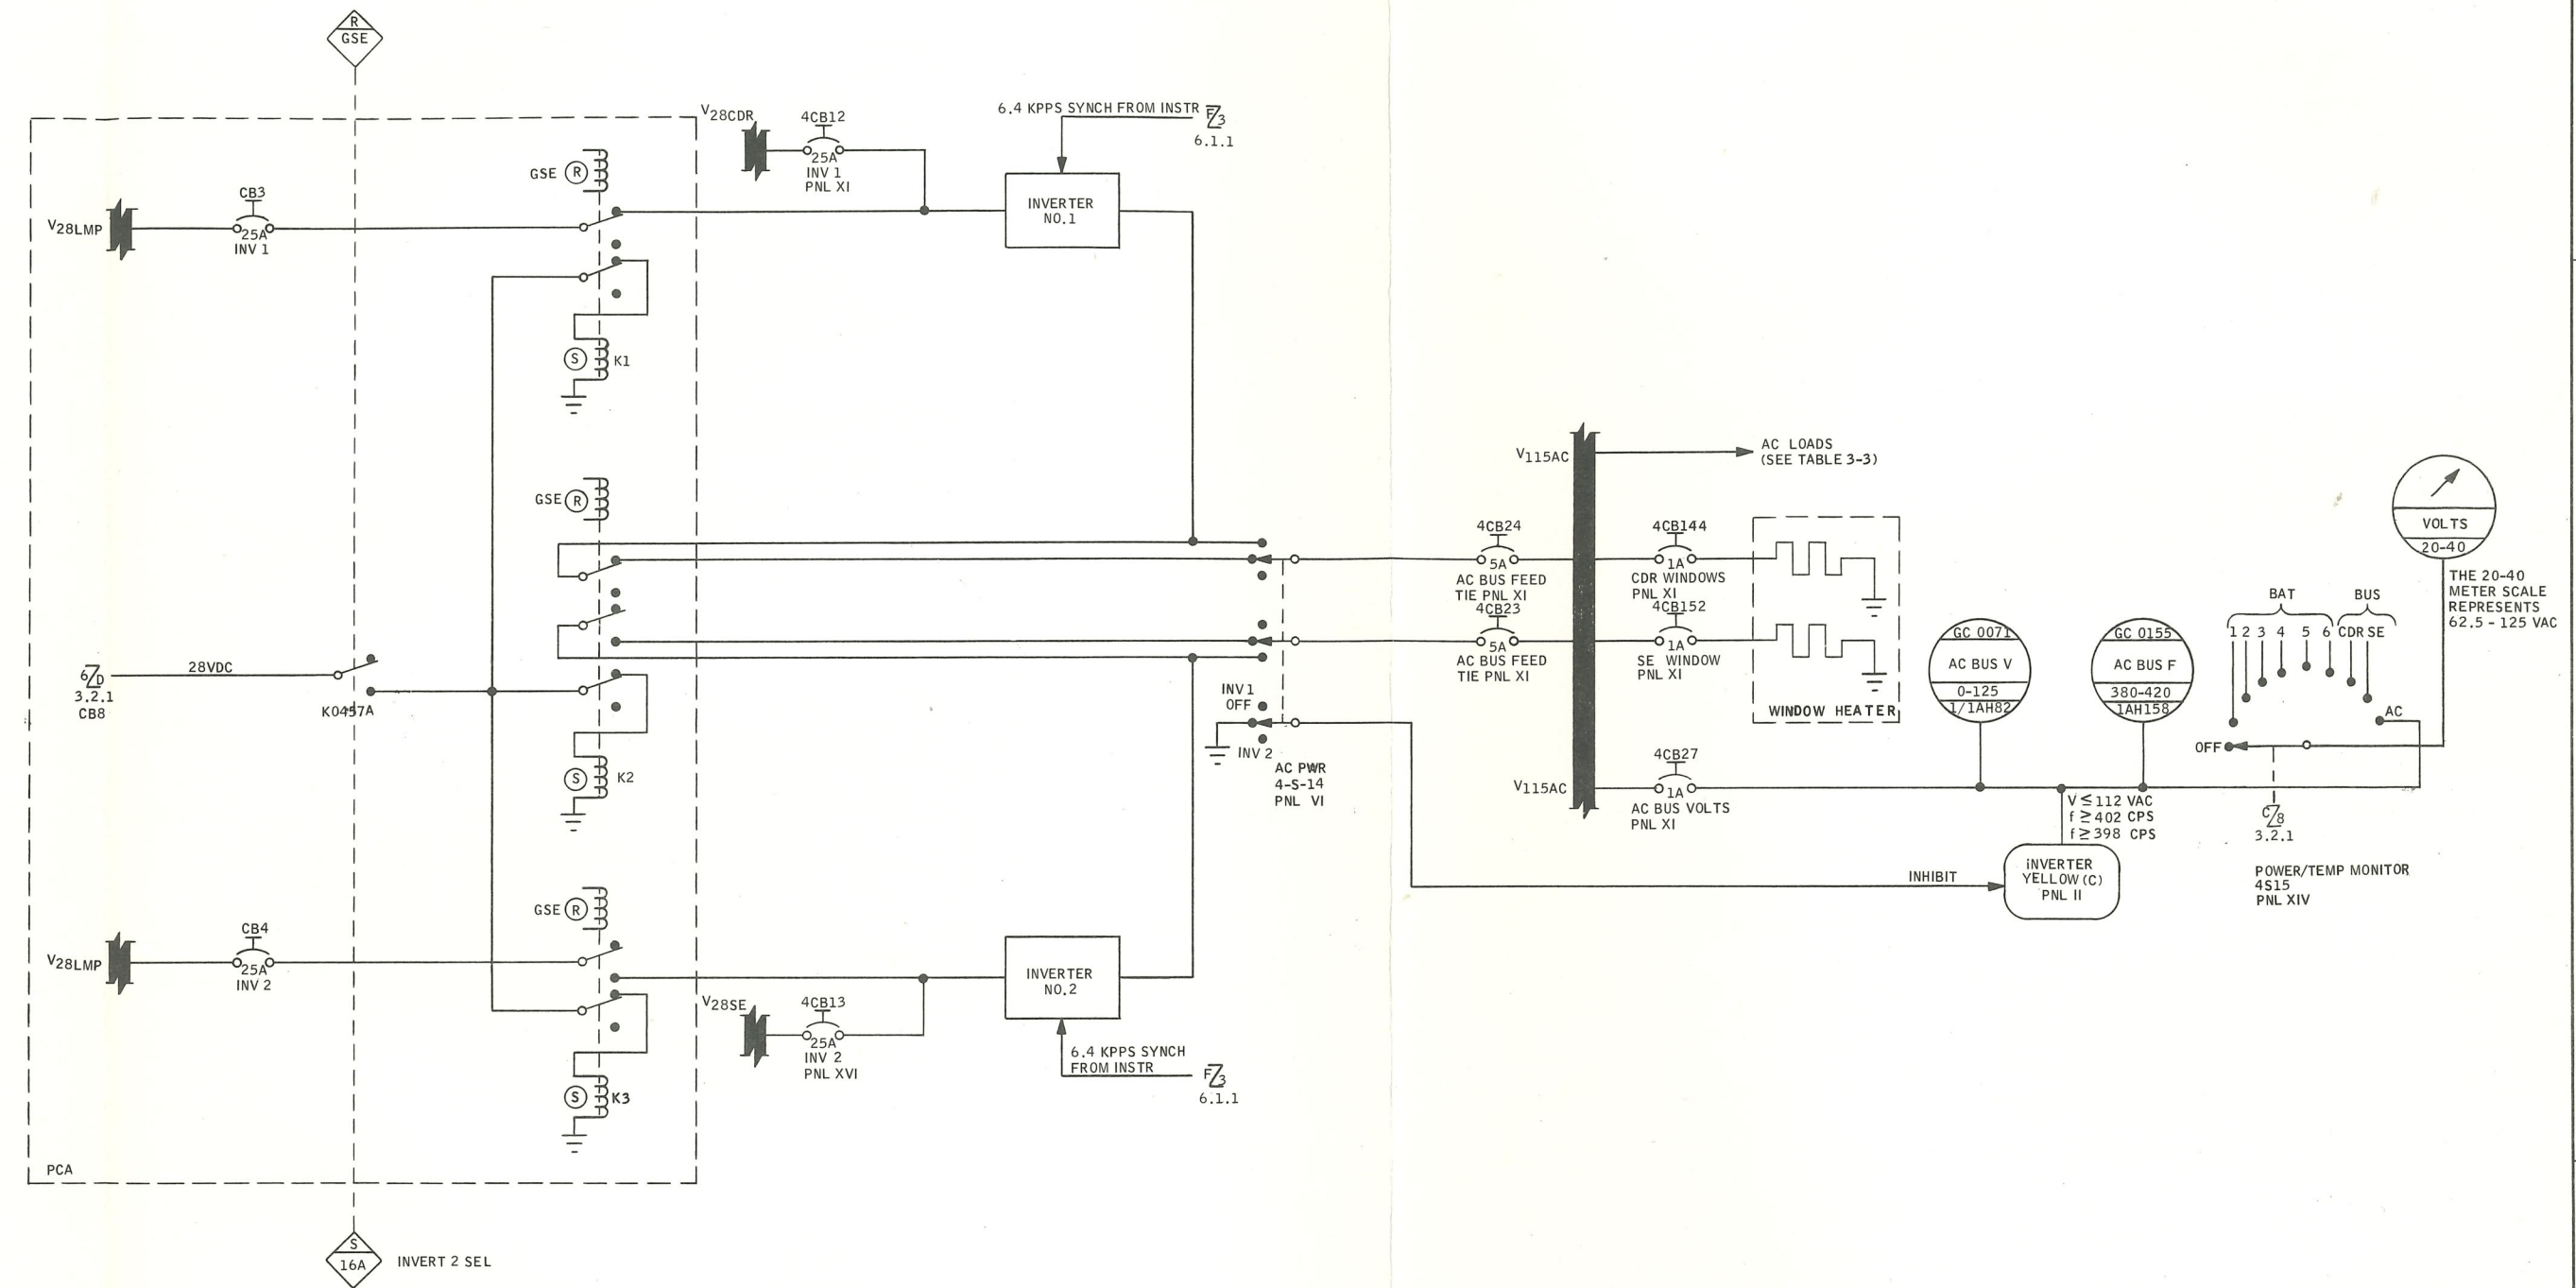 R
GSE
V28CDR
4CB12
25A
INV 1
PNL XI
6.4 KPPS SYNCH FROM INSTR
F/3
6.1.1
GSE R
CB3
V28LMP
25A
INV 1
INVERTER
NO.1
S
K1
V115AC
AC LOADS
(SEE TABLE 3-3)
GSE R
4CB24
5A
AC BUS FEED
TIE PNL XI
4CB23
5A
AC BUS FEED
TIE PNL XI
4CB144
1A
CDR WINDOWS
PNL XI
4CB152
1A
SE WINDOW
PNL XI
WINDOW HEATER
VOLTS
20-40
THE 20-40
METER SCALE
REPRESENTS
62.5 - 125 VAC
BAT
BUS
1 2 3 4 5 6 CDR SE
AC
OFF
GC 0071
AC BUS V
0-125
1/1AH82
GC 0155
AC BUS F
380-420
1AH158
6/D
3.2.1
CB8
28VDC
K0457A
INV 1
OFF
INV 2
AC PWR
4-S-14
PNL VI
S
K2
V115AC
4CB27
1A
AC BUS VOLTS
PNL XI
V ≤ 112 VAC
f ≥ 402 CPS
f ≥ 398 CPS
C/8
3.2.1
INHIBIT
INVERTER
YELLOW (C)
PNL II
POWER/TEMP MONITOR
4S15
PNL XIV
GSE R
CB4
V28LMP
25A
INV 2
INVERTER
NO.2
V28SE
4CB13
25A
INV 2
PNL XVI
6.4 KPPS SYNCH
FROM INSTR
F/3
6.1.1
S
K3
PCA
S
16A
INVERT 2 SEL